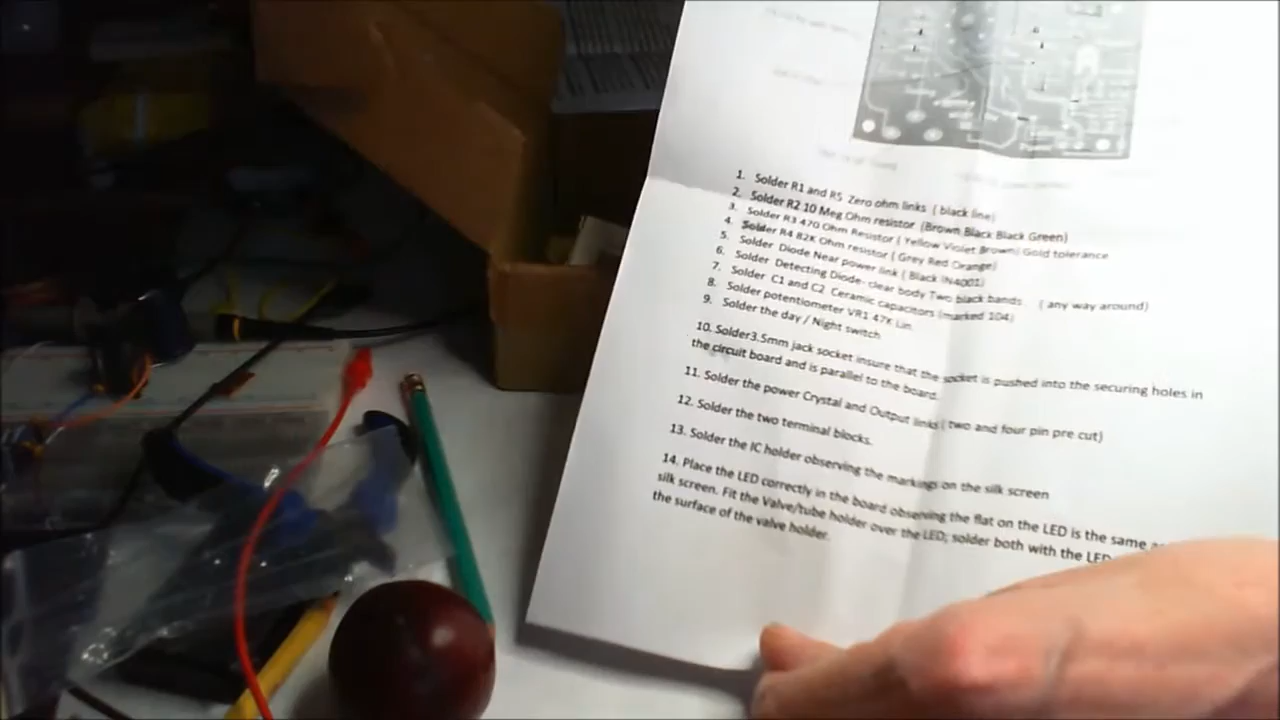 1. Solder R1 and R5 Zero ohm links ( black line)
2. Solder R2 10 Meg Ohm resistor (Brown Black Black Green)
3. Solder R3 470 Ohm Resistor ( Yellow Violet Brown) Gold tolerance
4. Solder R4 82K Ohm resistor ( Grey Red Orange)
5. Solder Diode Near power link ( Black IN4001)
6. Solder Detecting Diode- clear body Two black bands ( any way around)
7. Solder C1 and C2 Ceramic capacitors (marked 104)
8. Solder potentiometer VR1 47K Lin
9. Solder the day / Night switch
10. Solder3.5mm jack socket insure that the socket is pushed into the securing holes in
the circuit board and is parallel to the board.
11. Solder the power Crystal and Output links ( two and four pin pre cut)
12. Solder the two terminal blocks.
13. Solder the IC holder observing the markings on the silk screen
14. Place the LED correctly in the board observing the flat on the LED is the same
silk screen. Fit the Valve/tube holder over the LED; solder both with the LED
the surface of the valve holder.